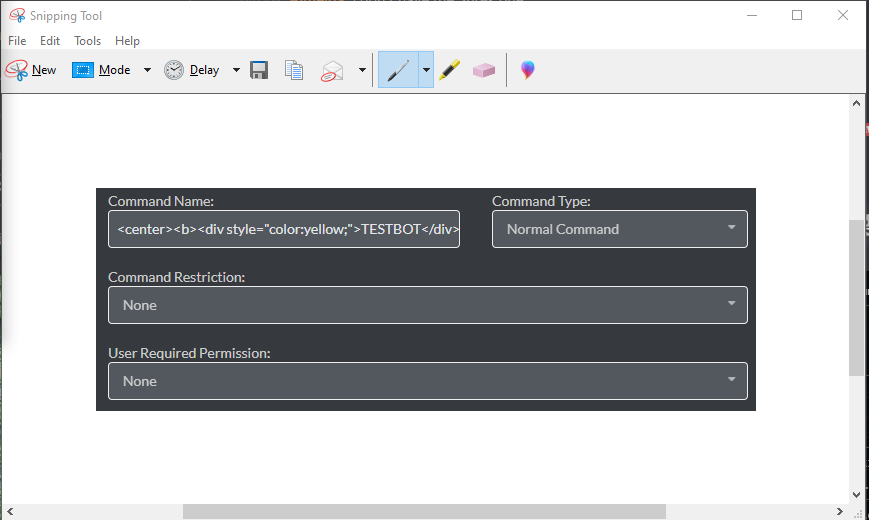 Snipping Tool
File Edit Tools Help
New Mode Delay
Command Name: Command Type:
<center><b><div style="color:yellow;">TESTBOT</div> Normal Command
Command Restriction:
None
User Required Permission:
None